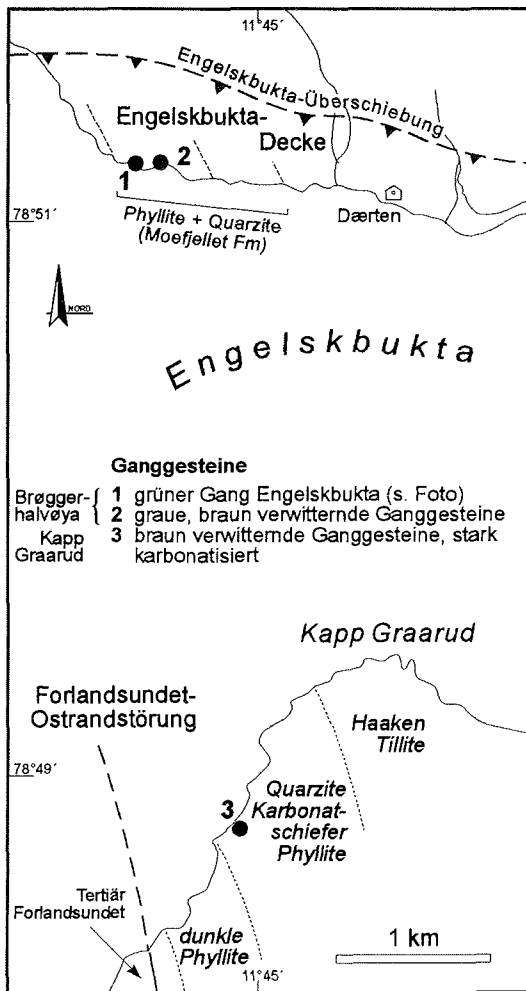 11°45´
Engelskbukta-Überschiebung
Engelskbukta-
Decke
1
2
Dærten
78°51´
Phyllite + Quarzite
(Moefjellet Fm)
NORD
Engelskbukta
Ganggesteine
Brøgger-
halvøya
1 grüner Gang Engelskbukta (s. Foto)
2 graue, braun verwitternde Ganggesteine
Kapp
Graarud
3 braun verwitternde Ganggesteine, stark
karbonatisiert
Kapp Graarud
Forlandsundet-
Ostrandstörung
Haaken
Tillite
78°49´
3
Quarzite
Karbonat-
schiefer
Phyllite
Tertiär
Forlandsundet
dunkle
Phyllite
1 km
11°45´